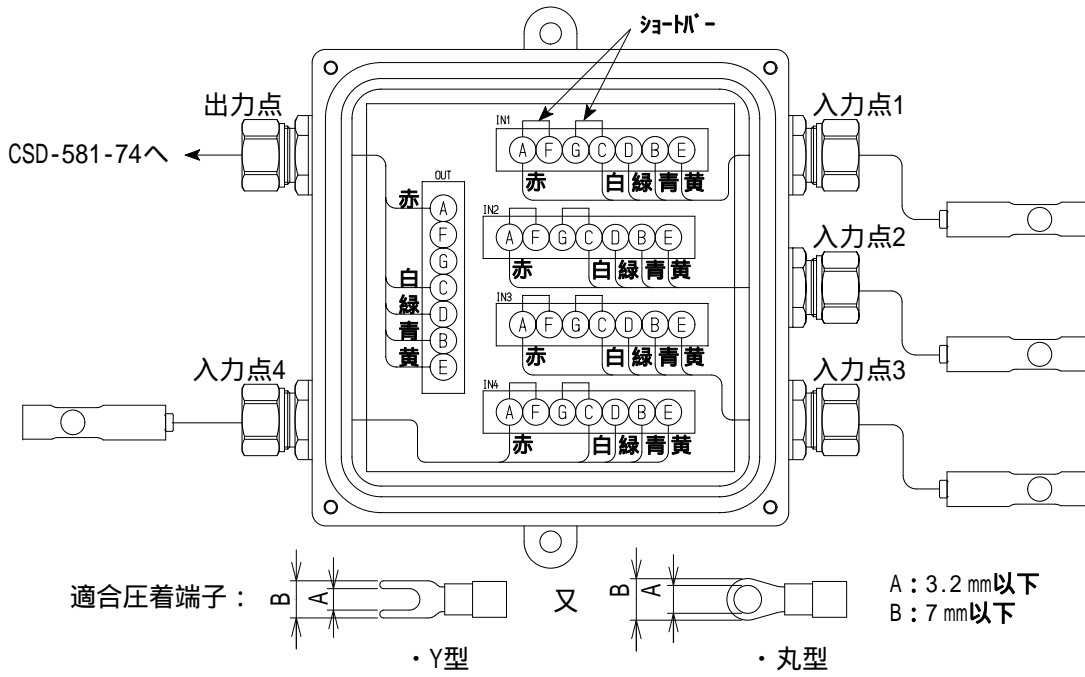 ショートバー
出力点
入力点1
CSD-581-74へ
IN1
A F G C D B E
赤 白 緑 青 黄
OUT
赤 A
F
G
白 C
緑 D
青 B
黄 E
IN2
A F G C D B E
赤 白 緑 青 黄
入力点2
IN3
A F G C D B E
赤 白 緑 青 黄
入力点4
入力点3
IN4
A F G C D B E
赤 白 緑 青 黄
適合圧着端子: B A 又 B A
A:3.2㎜以下
B:7㎜以下
・Y型
・丸型